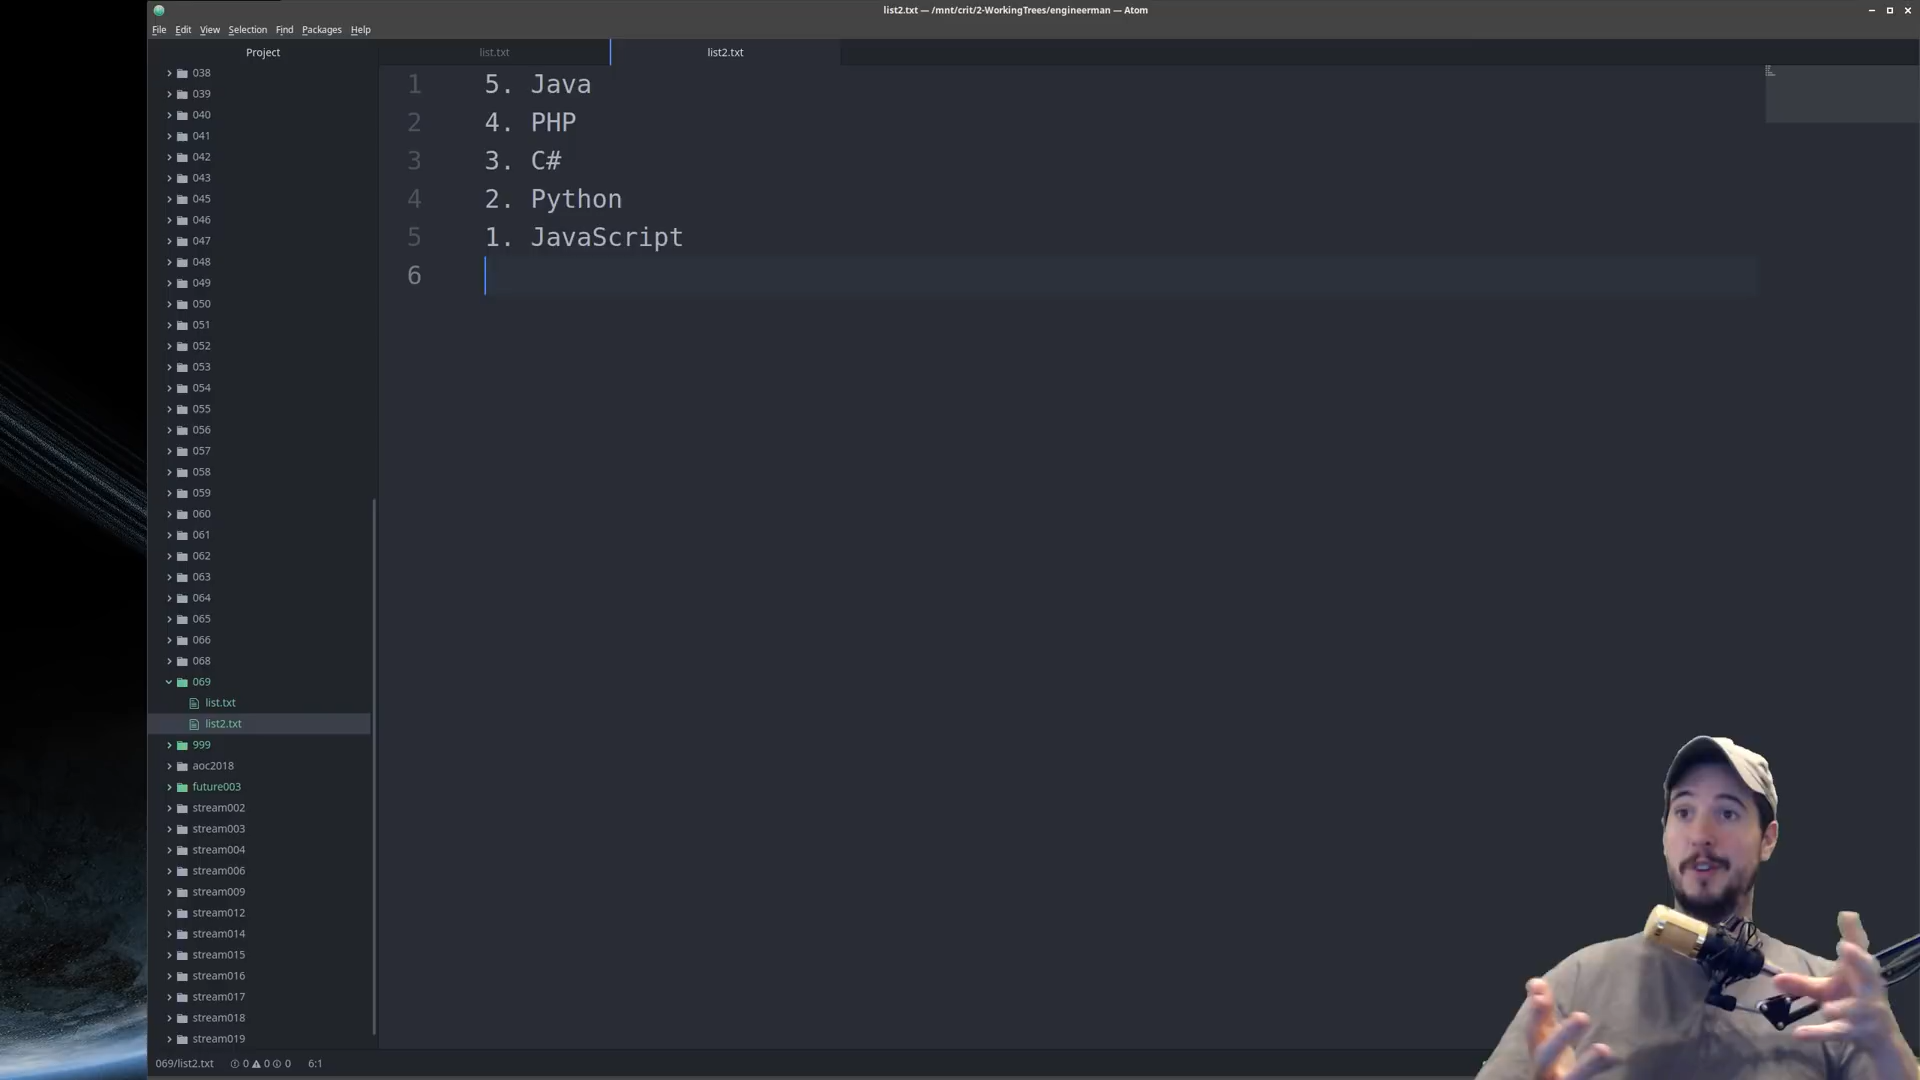 list2.txt — /mnt/crit/2-WorkingTrees/engineerman — Atom
File Edit View Selection Find Packages Help
Project
list.txt
list2.txt
038
039
040
041
042
043
045
046
047
048
049
050
051
052
053
054
055
056
057
058
059
060
061
062
063
064
065
066
068
069
list.txt
list2.txt
999
aoc2018
future003
stream002
stream003
stream004
stream006
stream009
stream012
stream014
stream015
stream016
stream017
stream018
stream019
1 5. Java
2 4. PHP
3 3. C#
4 2. Python
5 1. JavaScript
6
069/list2.txt 0 0 0 6:1